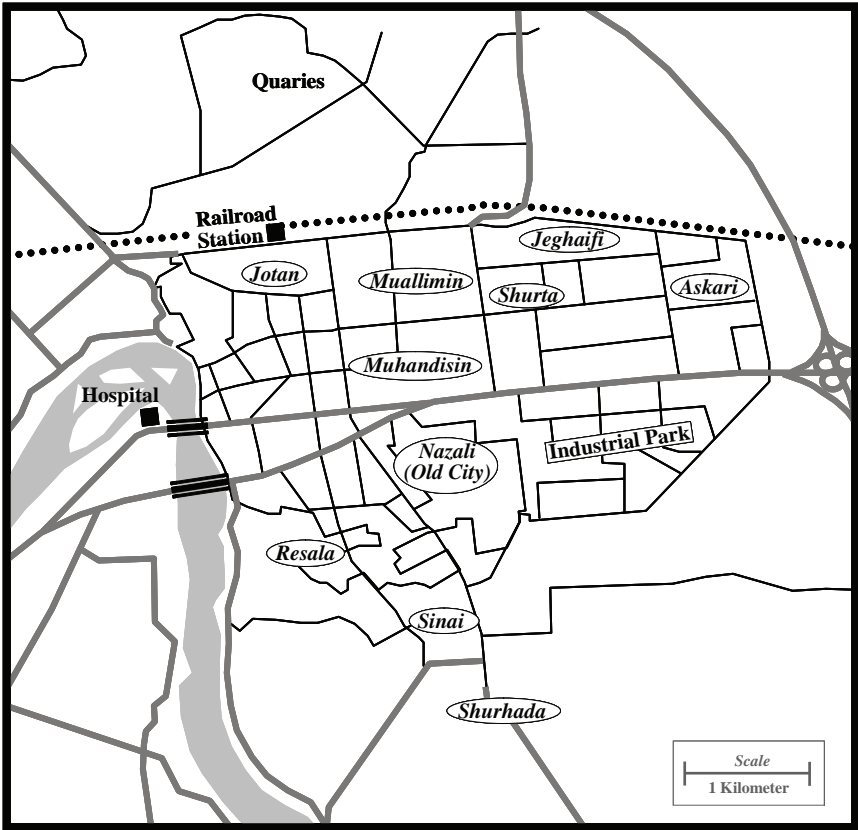 Quaries
Railroad
Station
Jeghaifi
Jotan
Muallimin
Shurta
Askari
Muhandisin
Hospital
Industrial Park
Nazali
(Old City)
Resala
Sinai
Shurhada
Scale
1 Kilometer